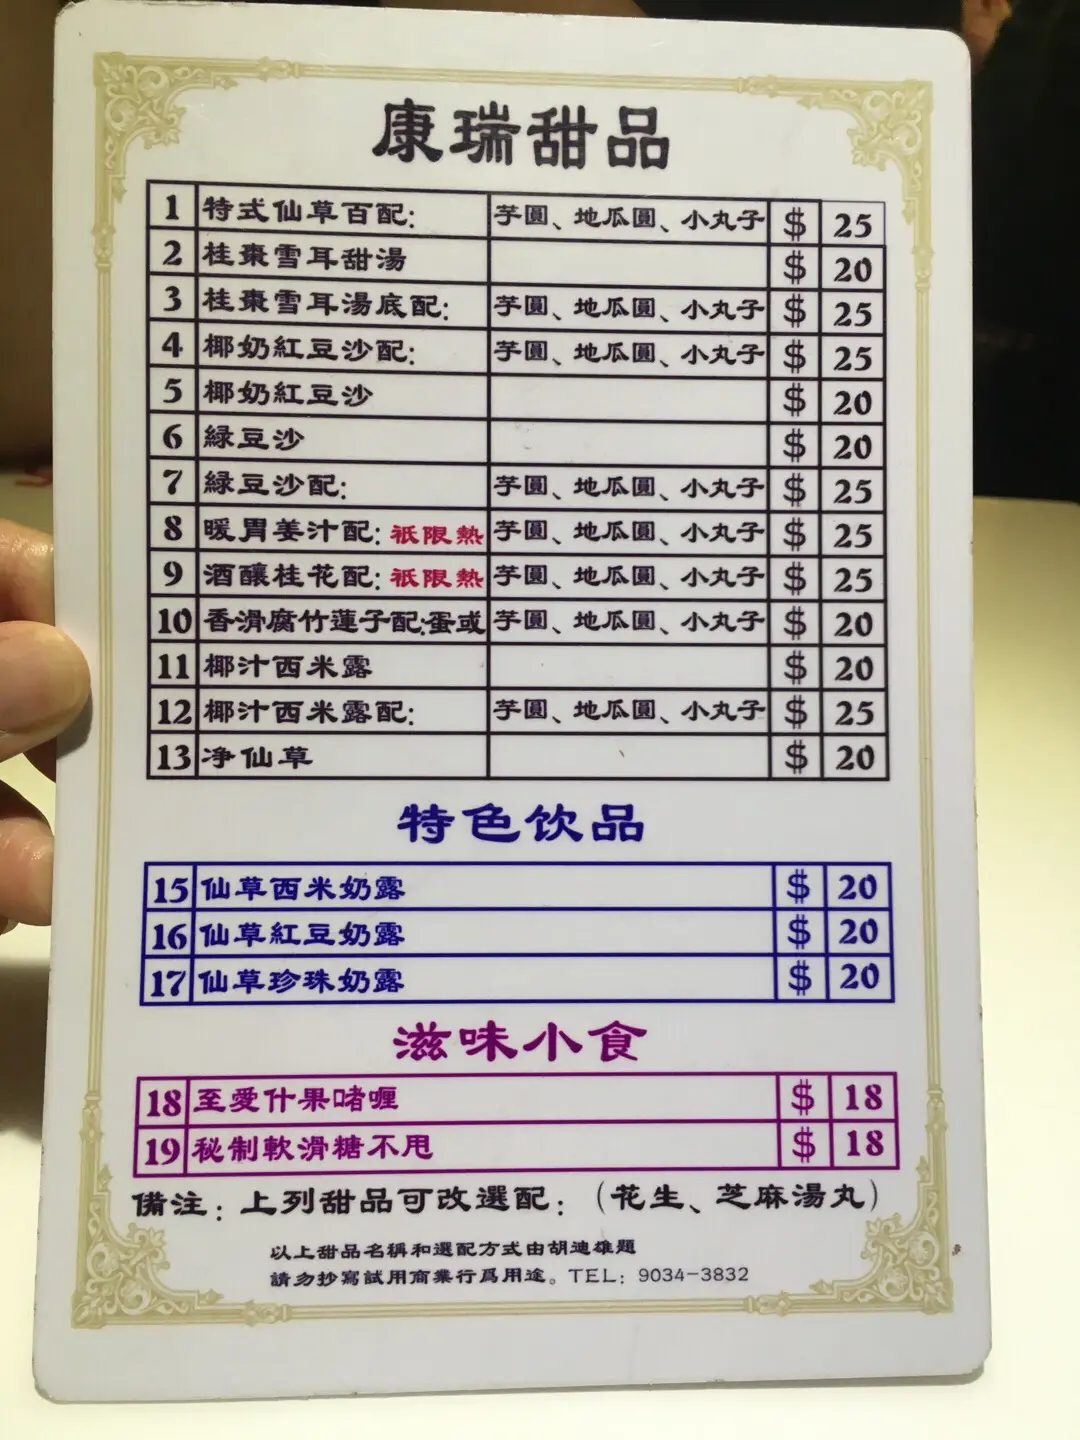 康瑞甜品
1 特式仙草百配: 芋圓、地瓜圓、小丸子 $ 25
2 桂棗雪耳甜湯 $ 20
3 桂棗雪耳湯底配: 芋圓、地瓜圓、小丸子 $ 25
4 椰奶紅豆沙配: 芋圓、地瓜圓、小丸子 $ 25
5 椰奶紅豆沙 $ 20
6 綠豆沙 $ 20
7 綠豆沙配: 芋圓、地瓜圓、小丸子 $ 25
8 暖胃姜汁配: 祇限熱 芋圓、地瓜圓、小丸子 $ 25
9 酒釀桂花配: 祇限熱 芋圓、地瓜圓、小丸子 $ 25
10 香滑腐竹蓮子配:蛋或 芋圓、地瓜圓、小丸子 $ 20
11 椰汁西米露 $ 20
12 椰汁西米露配: 芋圓、地瓜圓、小丸子 $ 25
13 净仙草 $ 20
特色饮品
15 仙草西米奶露 $ 20
16 仙草紅豆奶露 $ 20
17 仙草珍珠奶露 $ 20
滋味小食
18 至愛什果啫喱 $ 18
19 秘制軟滑糖不甩 $ 18
備注: 上列甜品可改選配: (花生、芝麻湯丸)
以上甜品名稱和選配方式由胡迪雄題
請勿抄寫試用商業行爲用途。TEL: 9034-3832